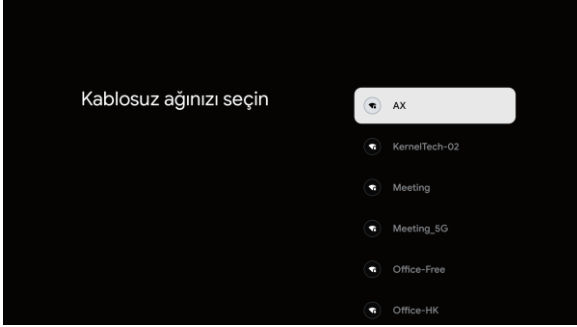 Kablosuz ağınızı seçin
AX
KernelTech-02
Meeting
Meeting_5G
Office-Free
Office-HK